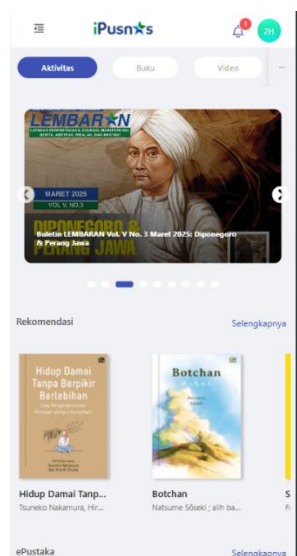 iPusnas
2H
Aktivitas
Buku
Video
LEMBARAN
MARET 2025
VOL V, NO.3
DIPONEGORO
& PERANG JAWA
Buletin LEMBARAN Vol. V No. 3 Maret 2025: Diponegoro
& Perang Jawa
Rekomendasi
Selengkapnya
Hidup Damai
Tanpa Berpikir
Berlebihan
Botchan
Hidup Damai Tanp...
Tsuneko Nakamura, Hir...
Botchan
Natsume Sōseki ; alih ba...
S
ePustaka
Selengkapnya